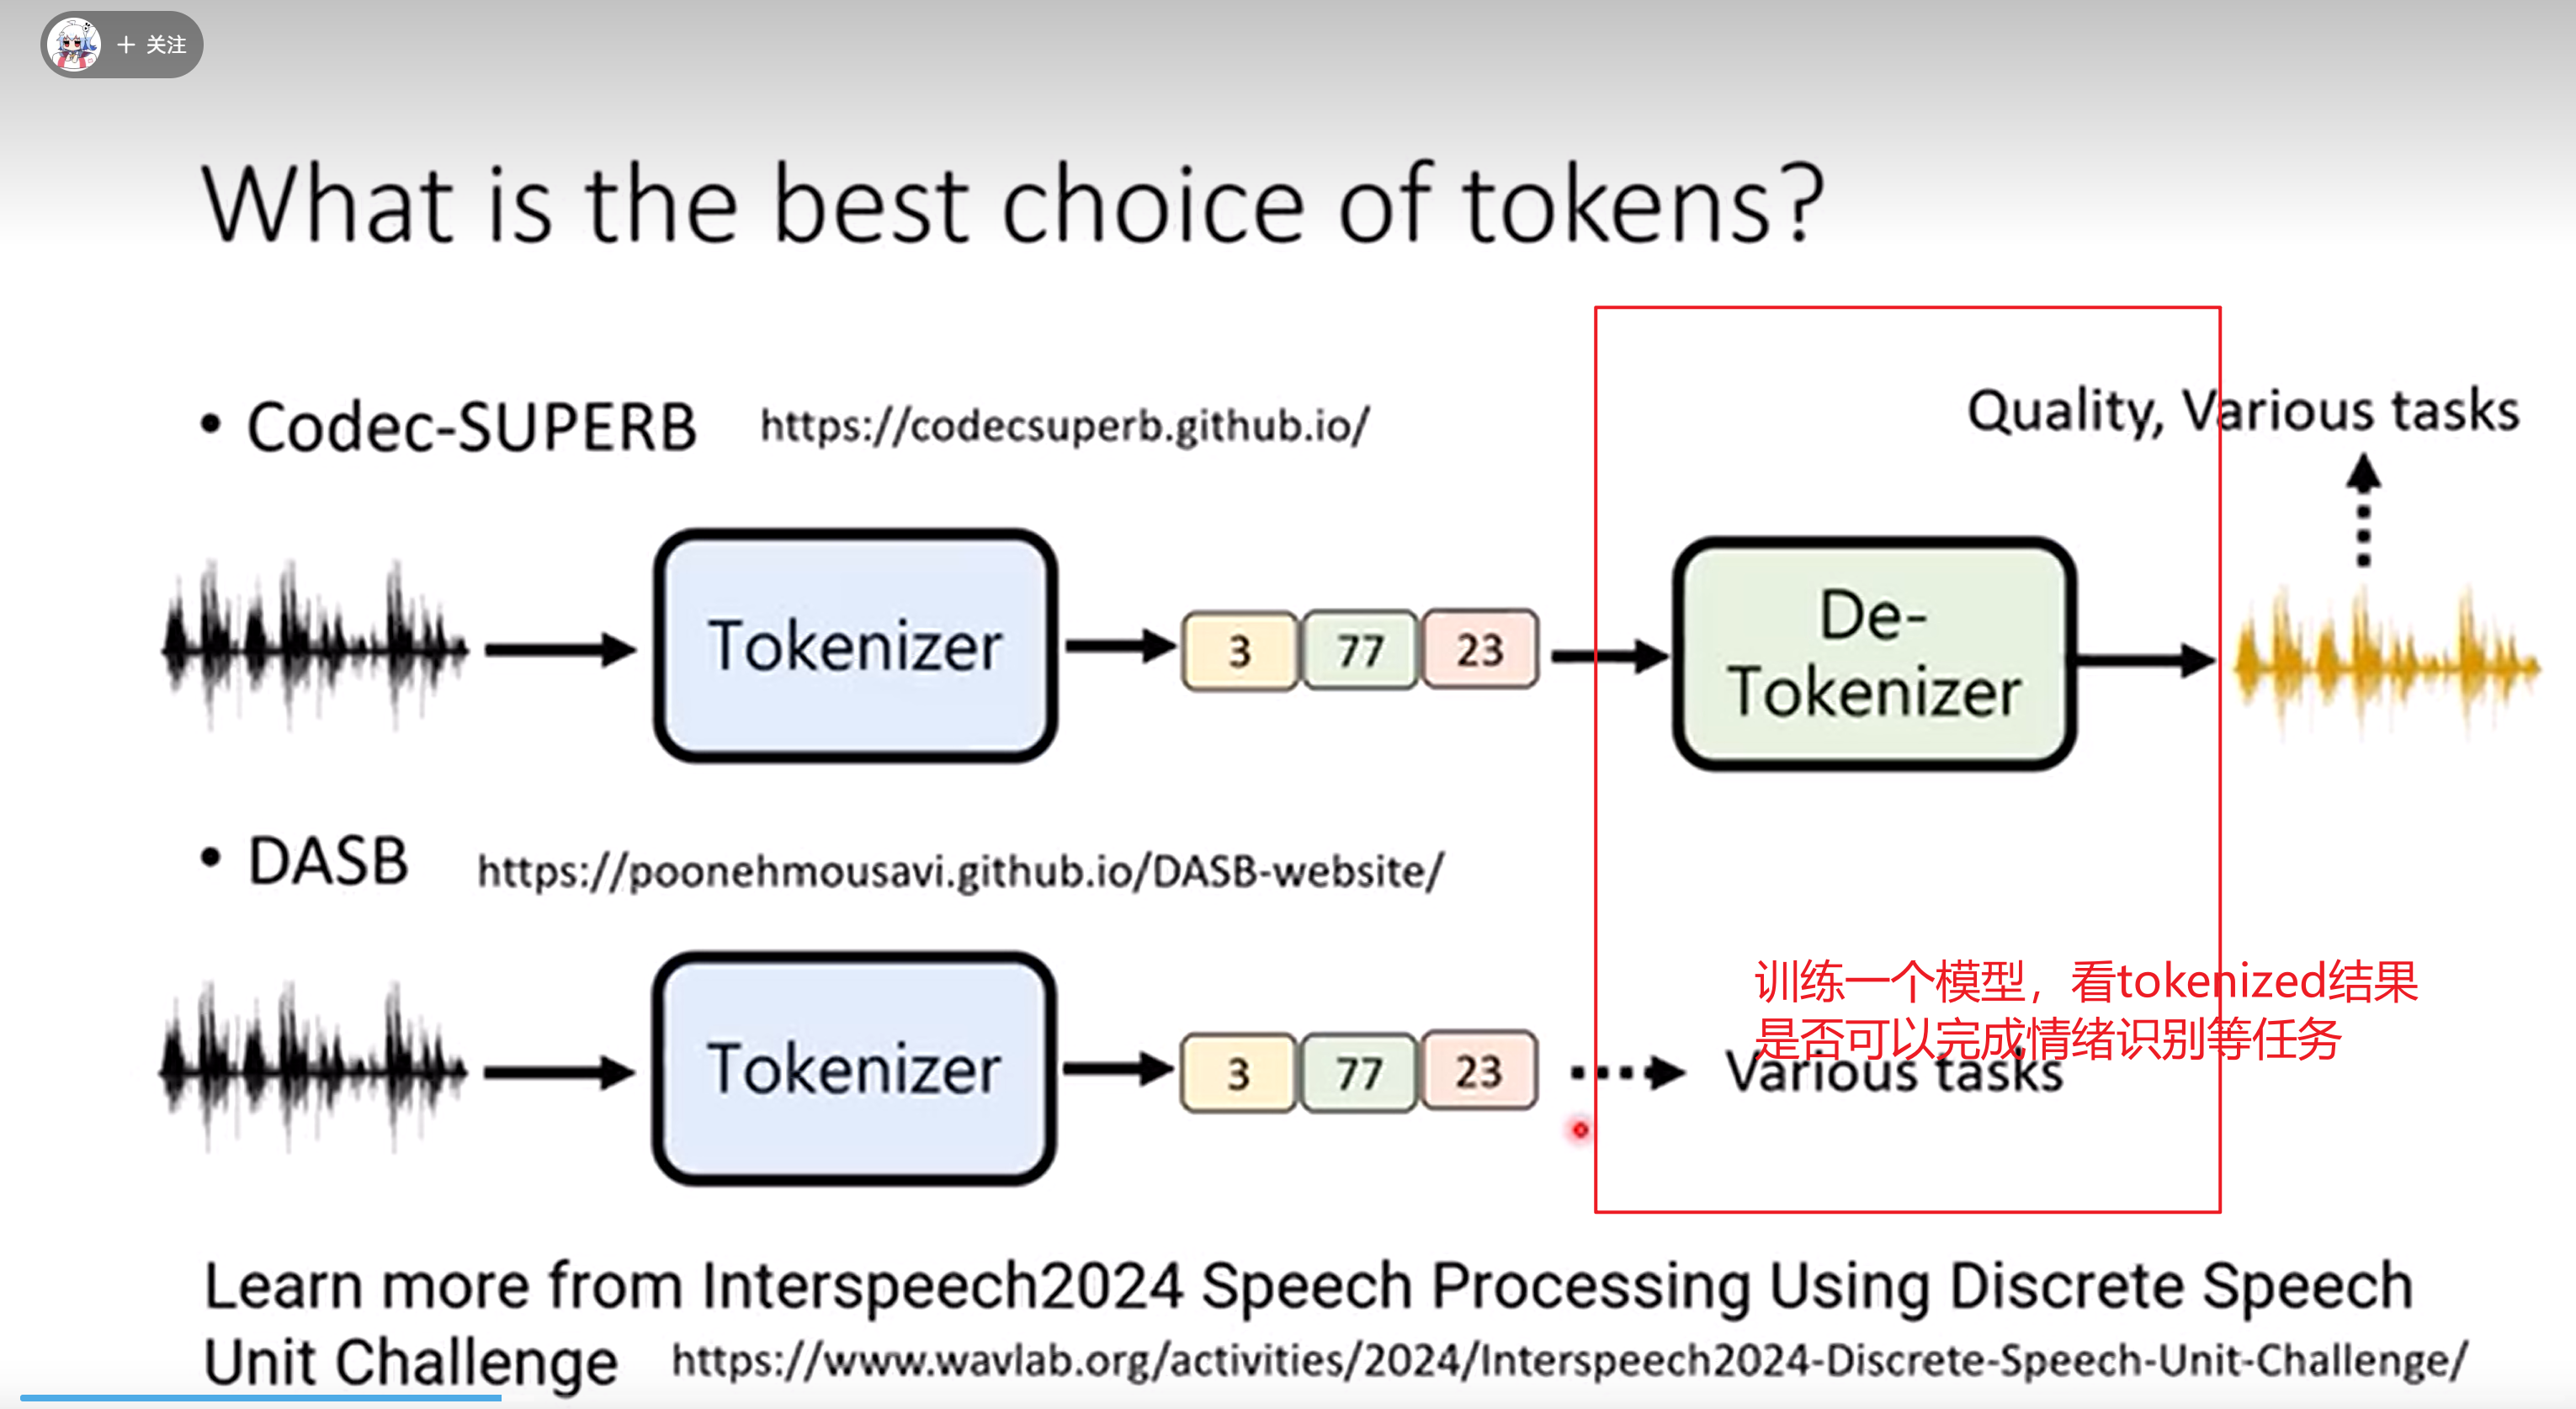 + 关注
What is the best choice of tokens?
• Codec-SUPERB https://codecsuperb.github.io/
Quality, Various tasks
Tokenizer
3 77 23
De-
Tokenizer
• DASB https://poonehmousavi.github.io/DASB-website/
训练一个模型，看tokenized结果
是否可以完成情绪识别等任务
Tokenizer
3 77 23
Various tasks
Learn more from Interspeech2024 Speech Processing Using Discrete Speech
Unit Challenge https://www.wavlab.org/activities/2024/Interspeech2024-Discrete-Speech-Unit-Challenge/